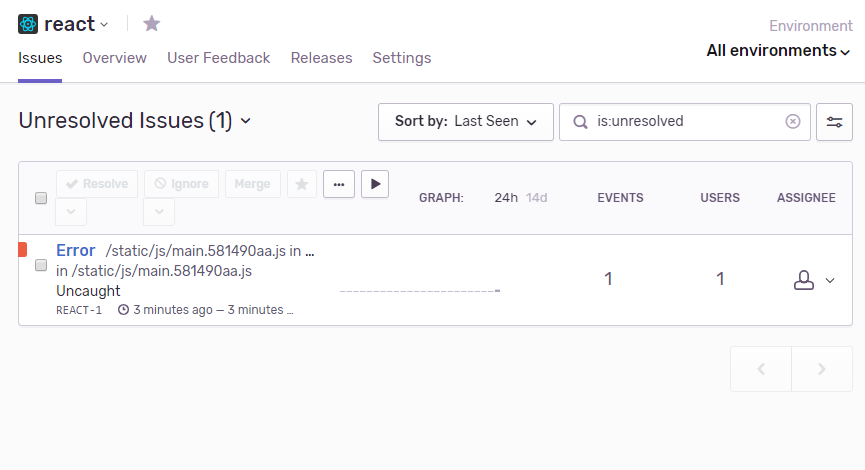 react
Environment
All environments
Issues Overview User Feedback Releases Settings
Unresolved Issues (1)
Sort by: Last Seen
is:unresolved
Resolve Ignore Merge
GRAPH: 24h 14d EVENTS USERS ASSIGNEE
Error /static/js/main.581490aa.js in ...
in /static/js/main.581490aa.js
Uncaught
1 1
REACT-1 3 minutes ago — 3 minutes ...